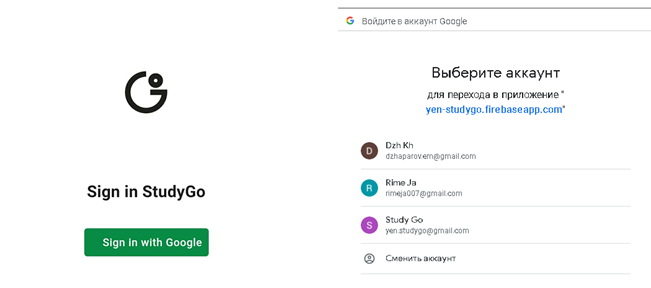 Sign in StudyGo
Sign in with Google
Войдите в аккаунт Google
Выберите аккаунт
для перехода в приложение "
yen-studygo.firebaseapp.com"
D
Dzh Kh
dzhaparov.em@gmail.com
R
Rime Ja
rimeja007@gmail.com
S
Study Go
yen.studygo@gmail.com
Сменить аккаунт